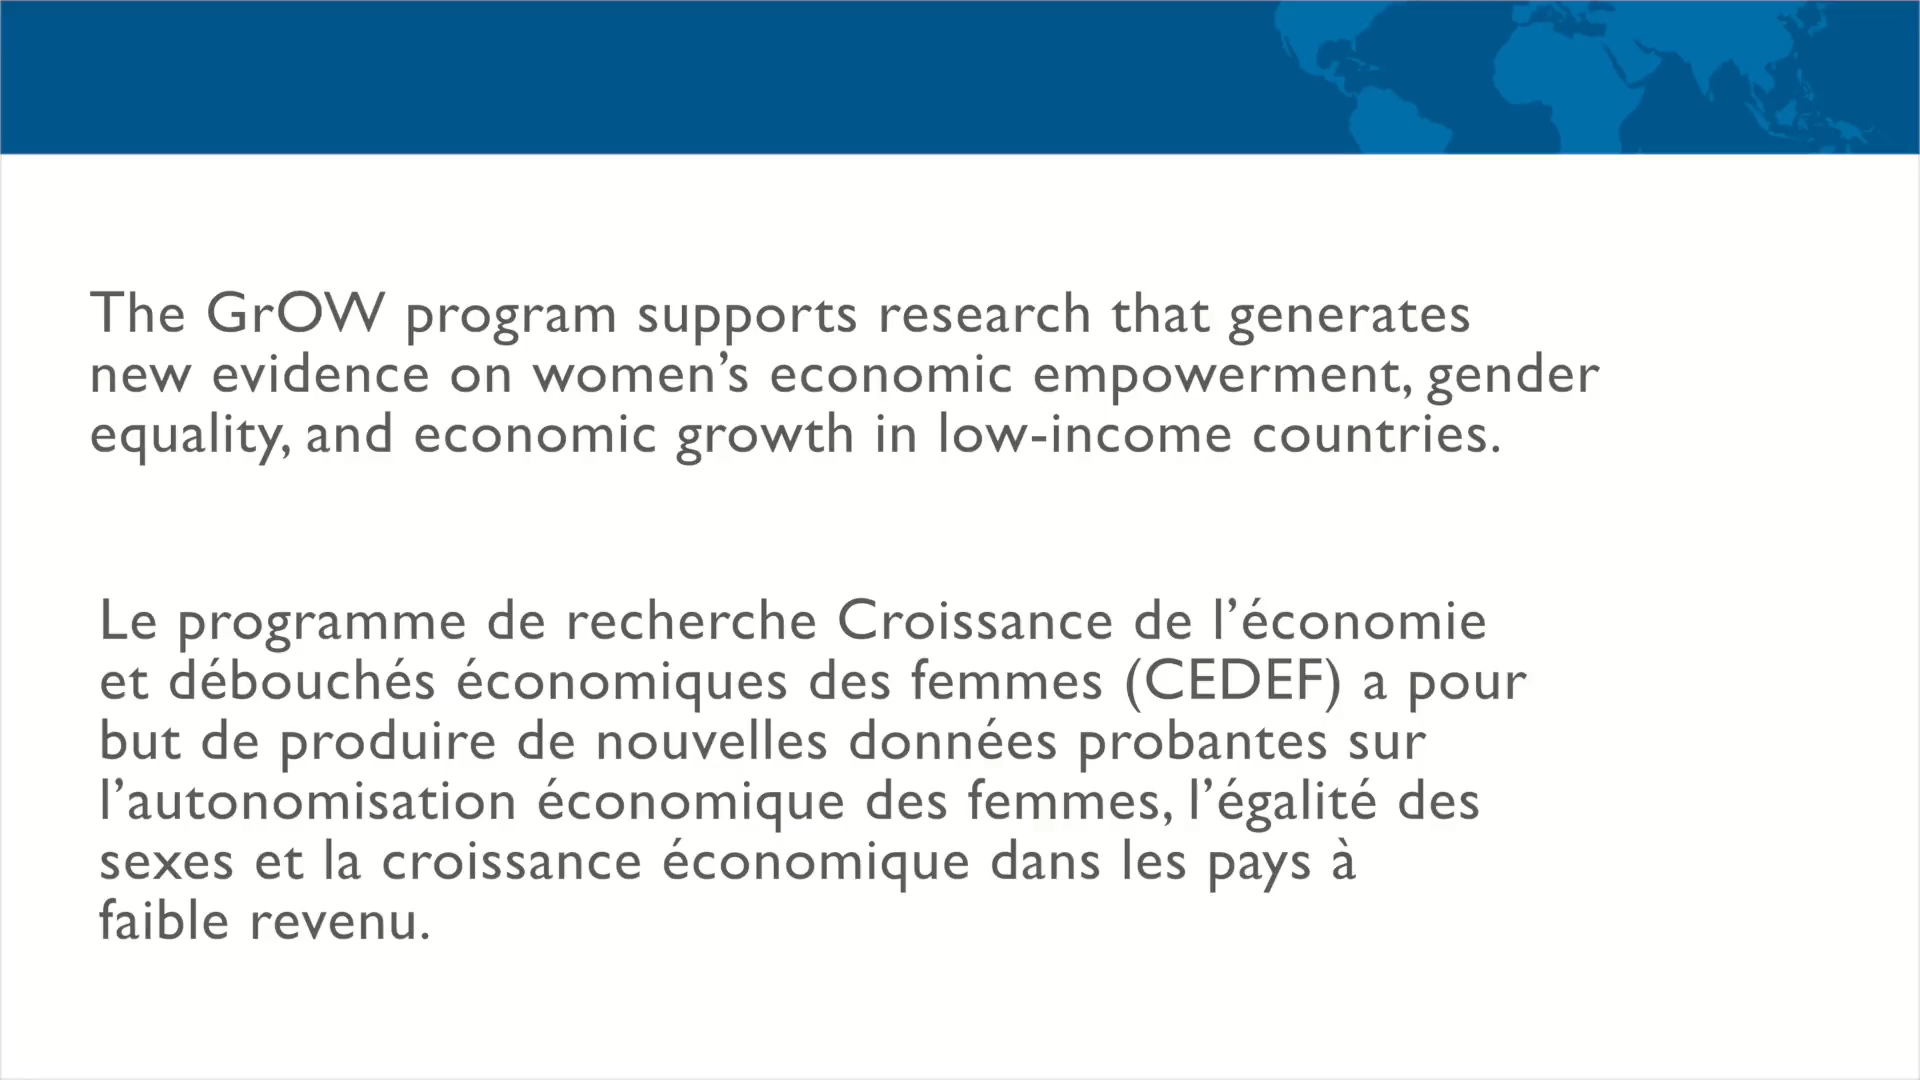 The GrOW program supports research that generates
new evidence on women’s economic empowerment, gender
equality, and economic growth in low-income countries.
Le programme de recherche Croissance de l’économie
et débouchés économiques des femmes (CEDEF) a pour
but de produire de nouvelles données probantes sur
l’autonomisation économique des femmes, l’égalité des
sexes et la croissance économique dans les pays à
faible revenu.